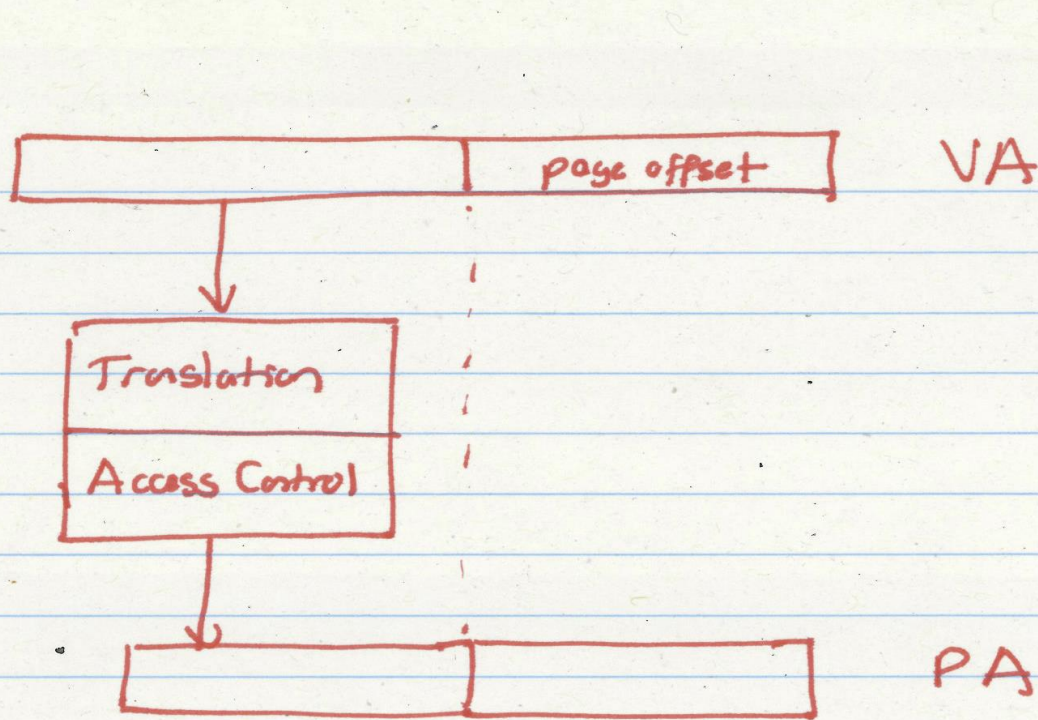 page offset VA
Translation
Access Control
PA